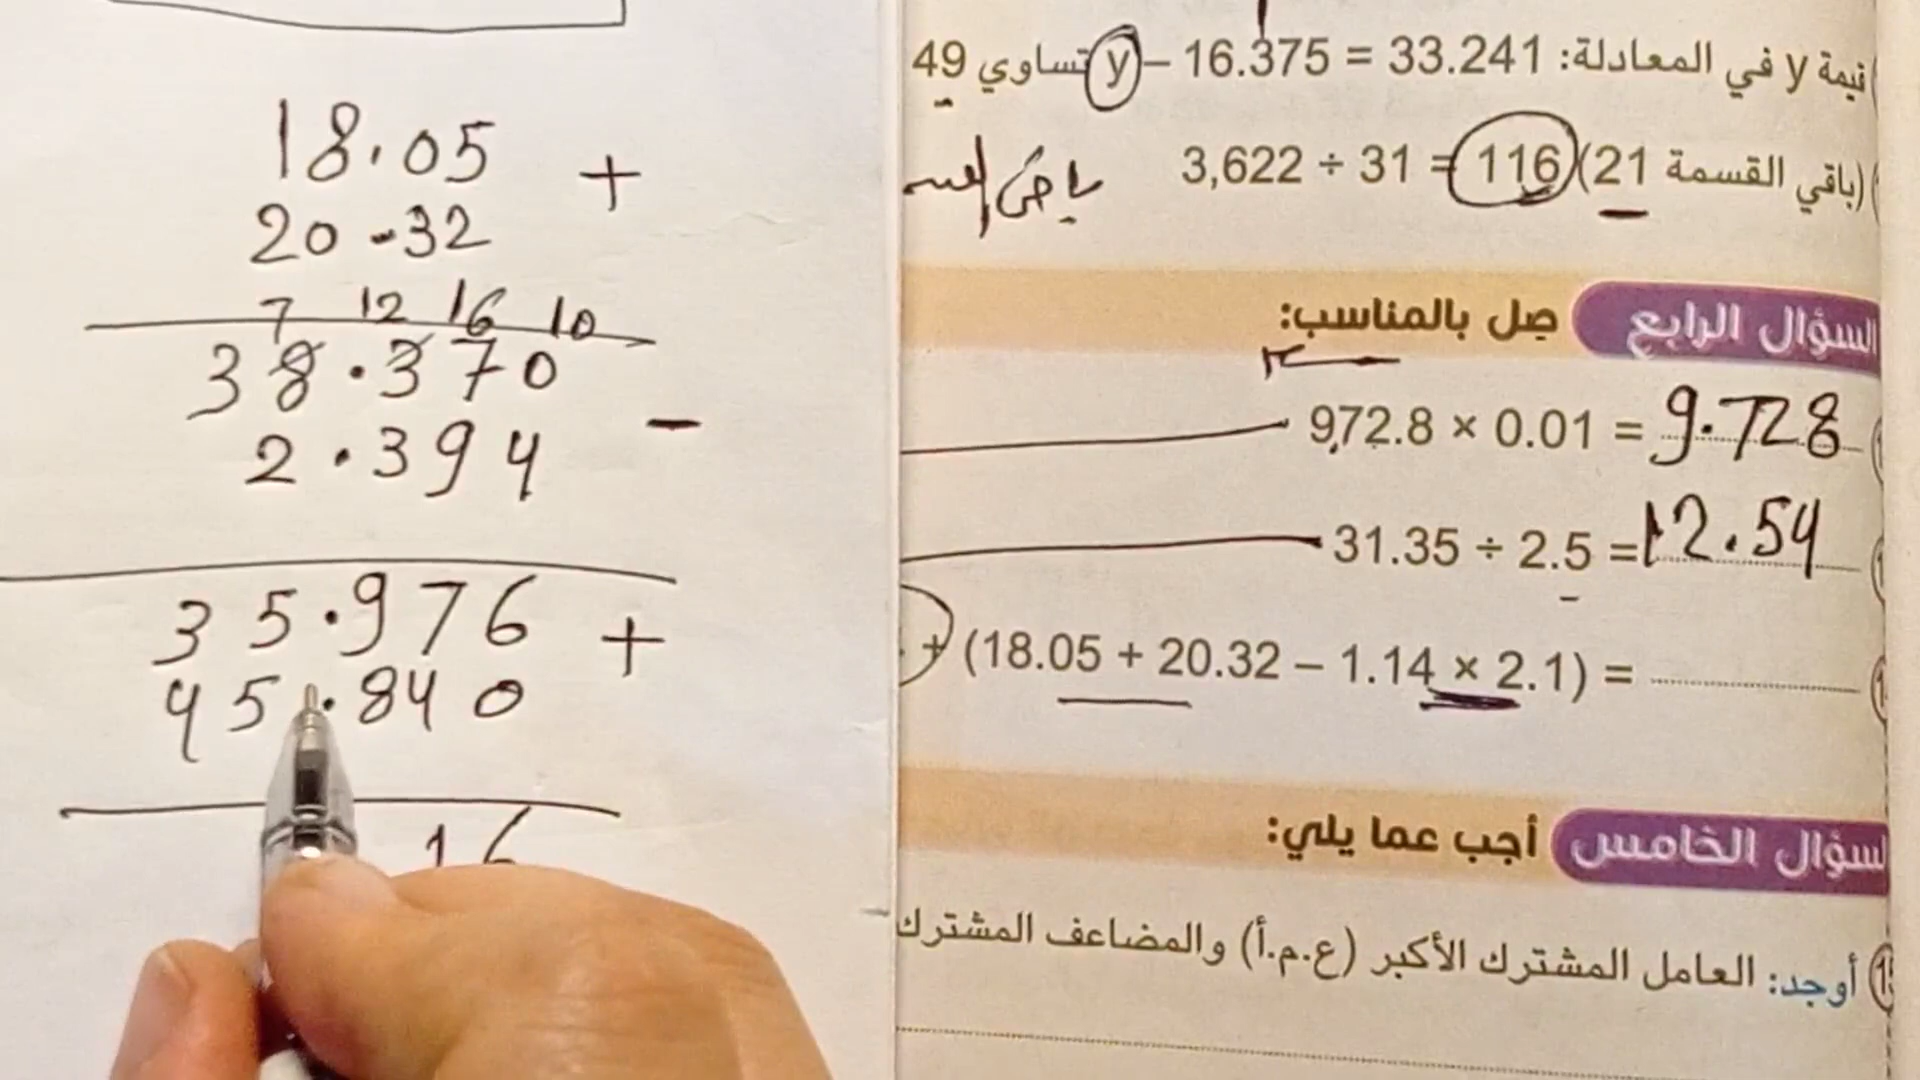 18.05 +
20.32
7 12 16 10
38.370 -
2.394
35.976 +
45.840
16
قيمة y في المعادلة: y – 16.375 = 33.241 تساوي 49
3,622 ÷ 31 = 116 (باقي القسمة 21)
باقي
السؤال الرابع صِل بالمناسب:
972.8 × 0.01 = 9.728
31.35 ÷ 2.5 = 12.54
+ (18.05 + 20.32 – 1.14 × 2.1) =
السؤال الخامس أجب عما يلي:
أوجد: العامل المشترك الأكبر (ع.م.أ) والمضاعف المشترك